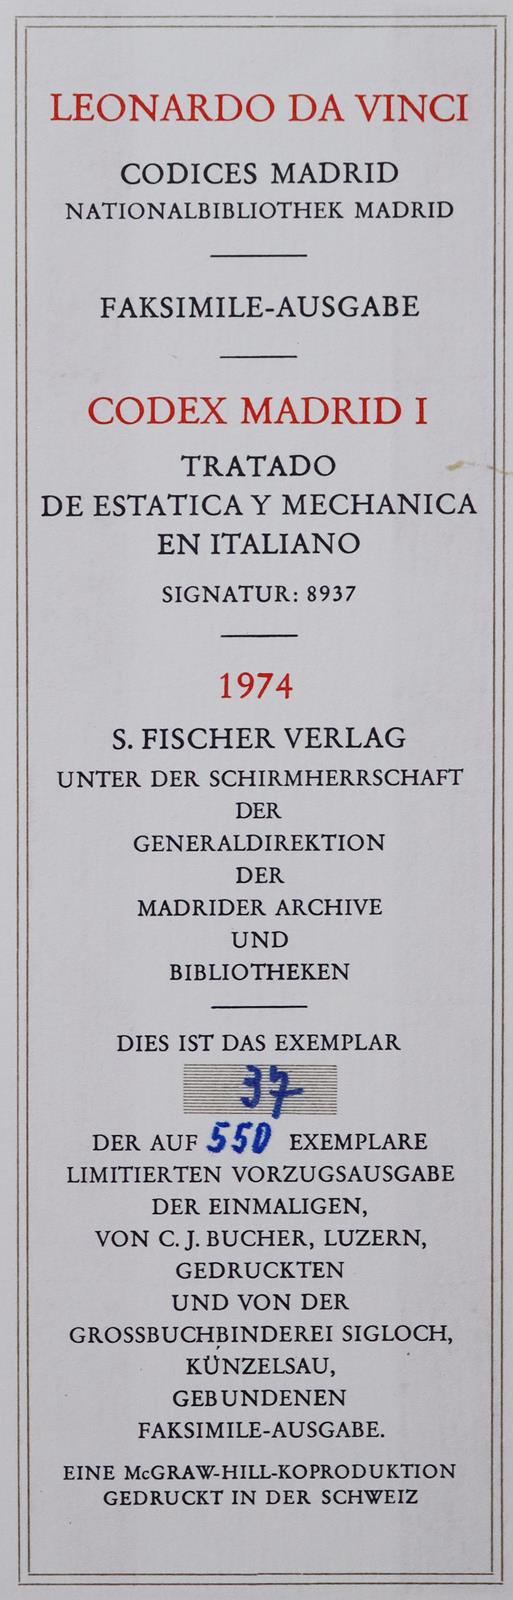 LEONARDO DA VINCI
CODICES MADRID
NATIONALBIBLIOTHEK MADRID
FAKSIMILE-AUSGABE
CODEX MADRID I
TRATADO
DE ESTATICA Y MECHANICA
EN ITALIANO
SIGNATUR: 8937
1974
S. FISCHER VERLAG
UNTER DER SCHIRMHERRSCHAFT
DER
GENERALDIREKTION
DER
MADRIDER ARCHIVE
UND
BIBLIOTHEKEN
DIES IST DAS EXEMPLAR
37
DER AUF 550 EXEMPLARE
LIMITIERTEN VORZUGSAUSGABE
DER EINMALIGEN,
VON C. J. BUCHER, LUZERN,
GEDRUCKTEN
UND VON DER
GROSSBUCHBINDEREI SIGLOCH,
KÜNZELSAU,
GEBUNDENEN
FAKSIMILE-AUSGABE.
EINE McGRAW-HILL-KOPRODUKTION
GEDRUCKT IN DER SCHWEIZ